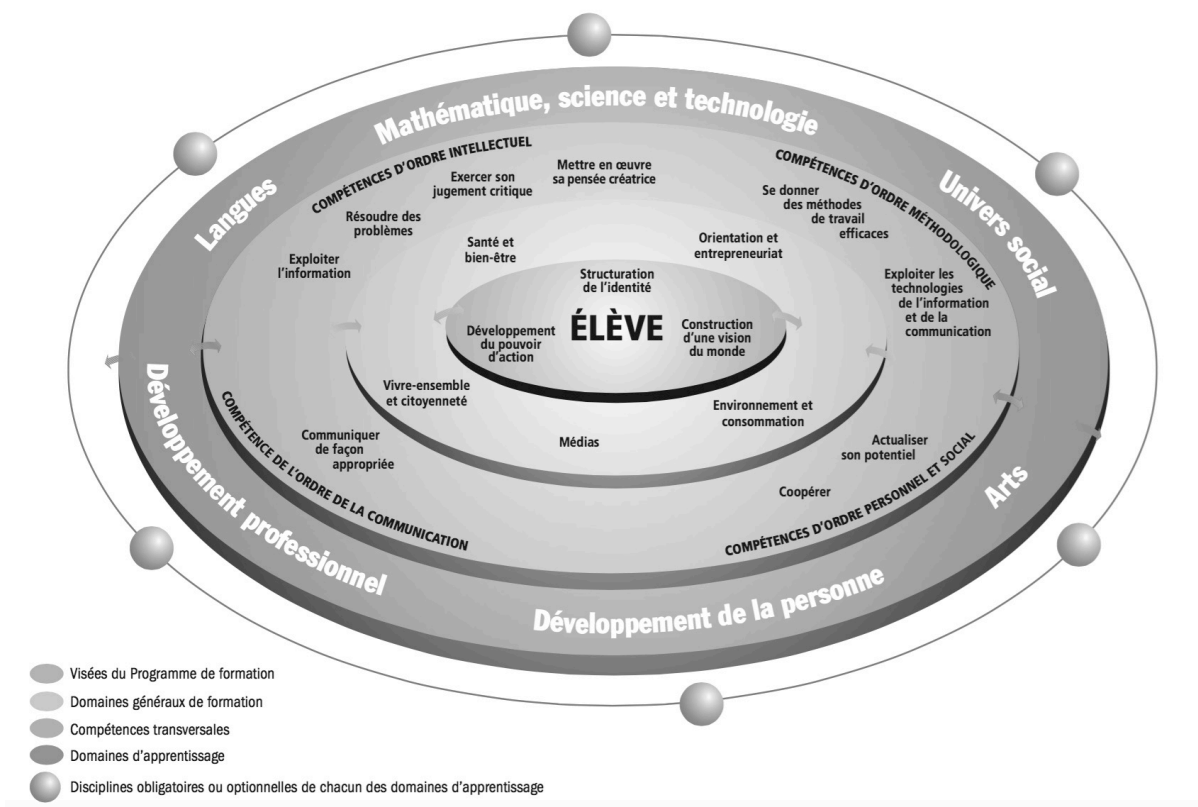 Mathématique, science et technologie
Langues
Univers social
Développement professionnel
Développement de la personne
Arts
COMPÉTENCES D'ORDRE INTELLECTUEL
Exploiter
l'information
Résoudre des
problèmes
Exercer son
jugement critique
Mettre en œuvre
sa pensée créatrice
COMPÉTENCES D'ORDRE MÉTHODOLOGIQUE
Se donner
des méthodes
de travail
efficaces
Exploiter les
technologies
de l'information
et de la
communication
COMPÉTENCE DE L'ORDRE DE LA COMMUNICATION
Communiquer
de façon
appropriée
COMPÉTENCES D'ORDRE PERSONNEL ET SOCIAL
Actualiser
son potentiel
Coopérer
Santé et
bien-être
Orientation et
entrepreneuriat
Vivre-ensemble
et citoyenneté
Médias
Environnement et
consommation
Structuration
de l'identité
ÉLÈVE
Développement
du pouvoir
d'action
Construction
d'une vision
du monde
Visées du Programme de formation
Domaines généraux de formation
Compétences transversales
Domaines d'apprentissage
Disciplines obligatoires ou optionnelles de chacun des domaines d'apprentissage